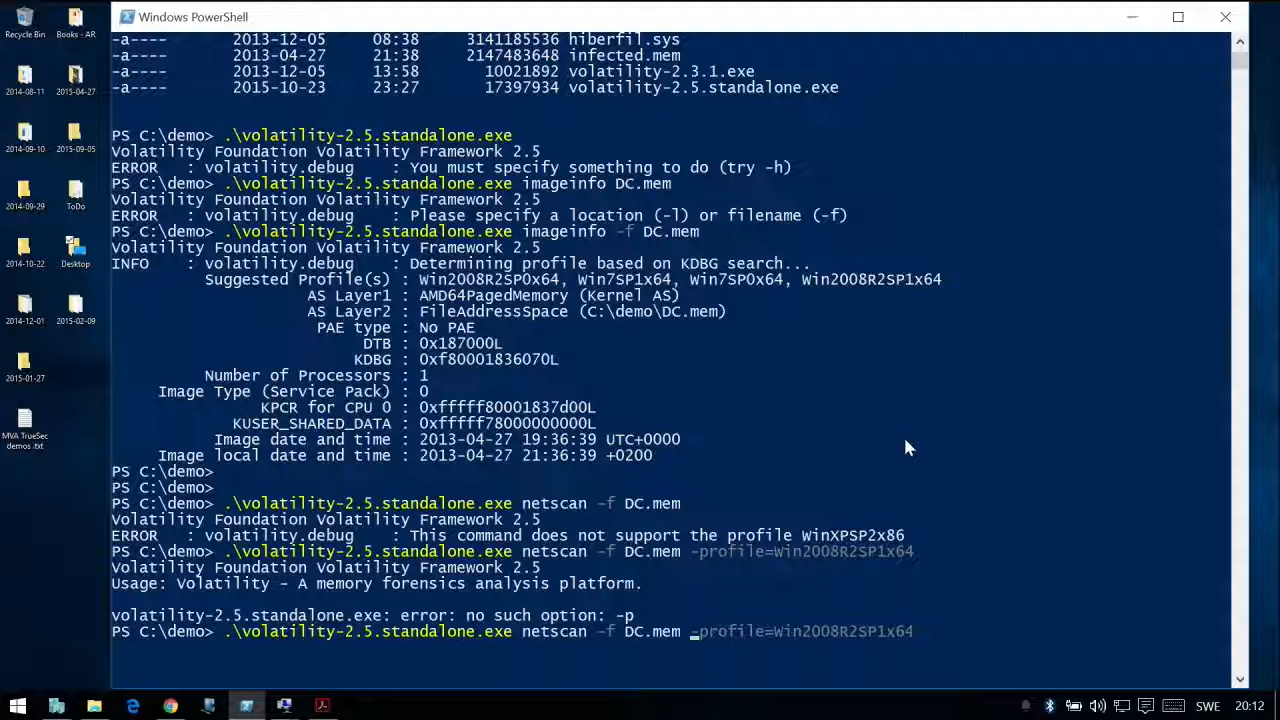 Windows PowerShell
-a---- 2013-12-05 08:38 3141185536 hiberfil.sys
-a---- 2013-04-27 21:38 2147483648 infected.mem
-a---- 2013-12-05 13:58 10021892 volatility-2.3.1.exe
-a---- 2015-10-23 23:27 17397934 volatility-2.5.standalone.exe
PS C:\demo> .\volatility-2.5.standalone.exe
Volatility Foundation Volatility Framework 2.5
ERROR : volatility.debug : You must specify something to do (try -h)
PS C:\demo> .\volatility-2.5.standalone.exe imageinfo DC.mem
Volatility Foundation Volatility Framework 2.5
ERROR : volatility.debug : Please specify a location (-l) or filename (-f)
PS C:\demo> .\volatility-2.5.standalone.exe imageinfo -f DC.mem
Volatility Foundation Volatility Framework 2.5
INFO : volatility.debug : Determining profile based on KDBG search...
Suggested Profile(s) : Win2008R2SP0x64, Win7SP1x64, Win7SP0x64, Win2008R2SP1x64
AS Layer1 : AMD64PagedMemory (Kernel AS)
AS Layer2 : FileAddressSpace (C:\demo\DC.mem)
PAE type : No PAE
DTB : 0x187000L
KDBG : 0xf80001836070L
Number of Processors : 1
Image Type (Service Pack) : 0
KPCR for CPU 0 : 0xfffff80001837d00L
KUSER_SHARED_DATA : 0xfffff78000000000L
Image date and time : 2013-04-27 19:36:39 UTC+0000
Image local date and time : 2013-04-27 21:36:39 +0200
PS C:\demo>
PS C:\demo>
PS C:\demo> .\volatility-2.5.standalone.exe netscan -f DC.mem
Volatility Foundation Volatility Framework 2.5
ERROR : volatility.debug : This command does not support the profile WinXPSP2x86
PS C:\demo> .\volatility-2.5.standalone.exe netscan -f DC.mem -profile=Win2008R2SP1x64
Volatility Foundation Volatility Framework 2.5
Usage: Volatility - A memory forensics analysis platform.
volatility-2.5.standalone.exe: error: no such option: -p
PS C:\demo> .\volatility-2.5.standalone.exe netscan -f DC.mem -profile=Win2008R2SP1x64
Recycle Bin
Books - AR
2014-08-11
2015-04-27
2014-09-10
2015-09-05
2014-09-29
ToDo
2014-10-22
Desktop
2014-12-01
2015-02-09
2015-01-27
MVA TrueSec
demos .txt
SWE
20:12